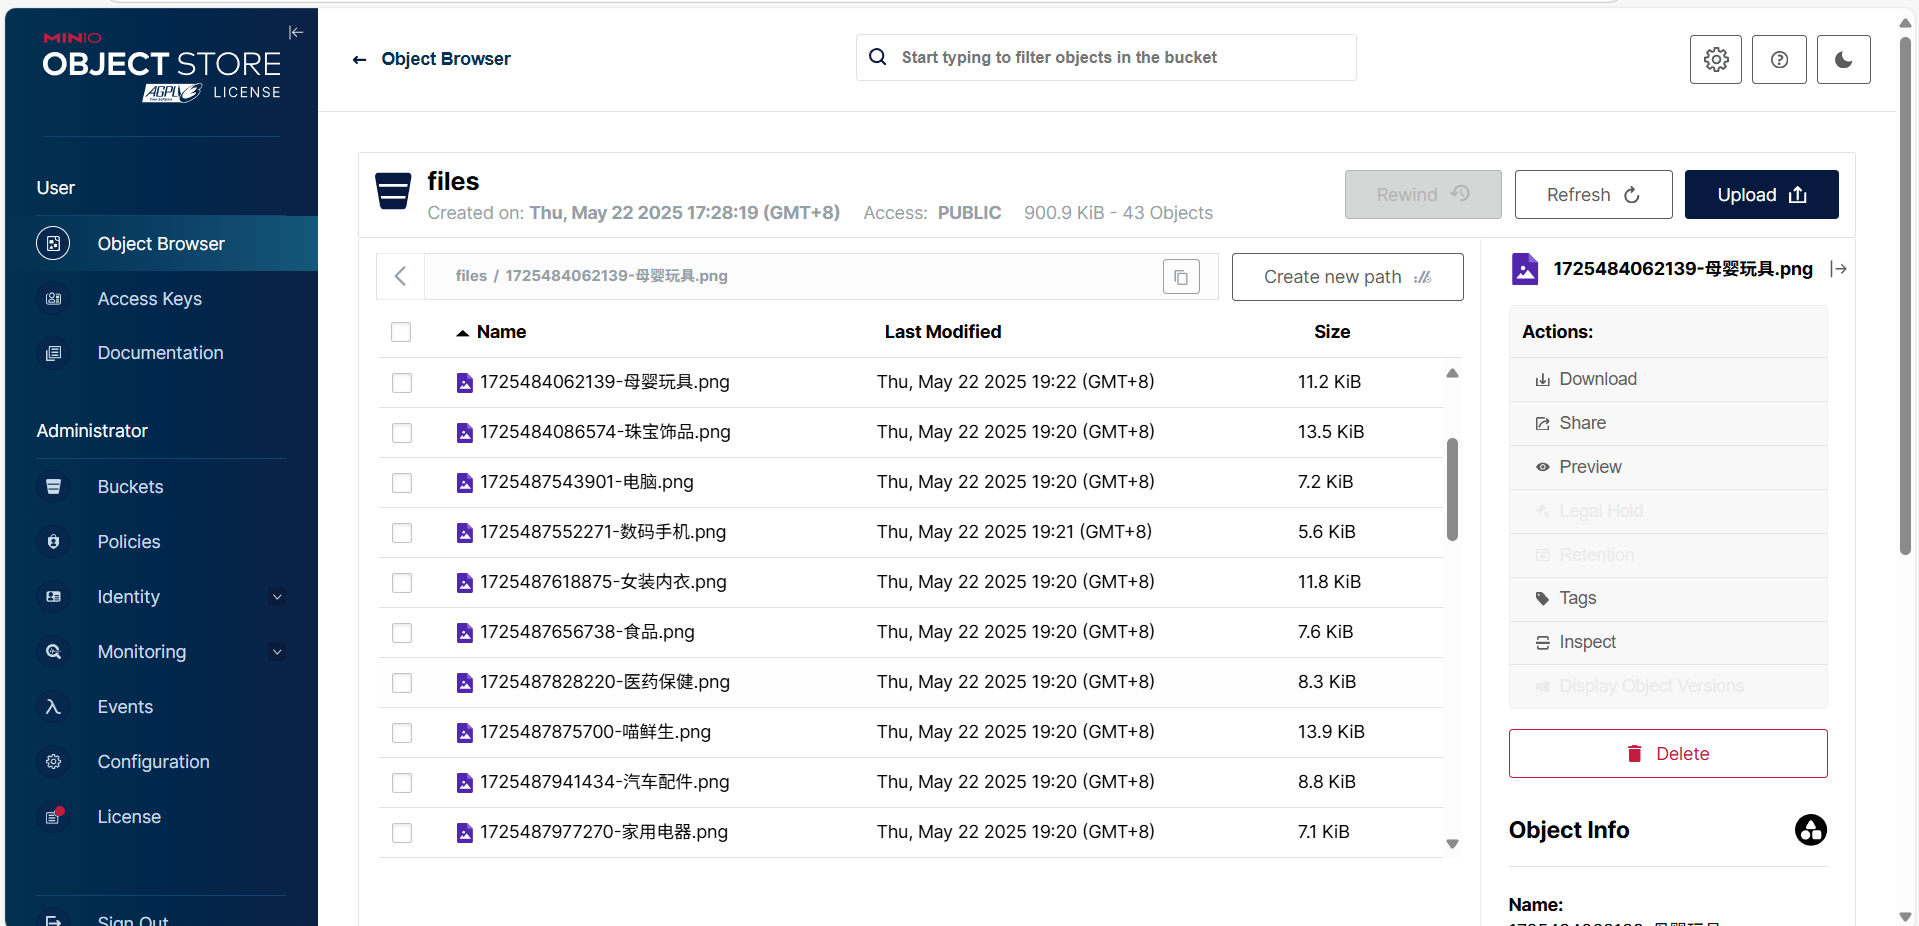 MINIO
OBJECT STORE
AGPL v3 LICENSE
User
Object Browser
Access Keys
Documentation
Administrator
Buckets
Policies
Identity
Monitoring
Events
Configuration
License
Sign Out
Object Browser
Start typing to filter objects in the bucket
files
Created on: Thu, May 22 2025 17:28:19 (GMT+8) Access: PUBLIC 900.9 KiB - 43 Objects
Rewind
Refresh
Upload
files / 1725484062139-母婴玩具.png
Create new path
Name Last Modified Size
1725484062139-母婴玩具.png Thu, May 22 2025 19:22 (GMT+8) 11.2 KiB
1725484086574-珠宝饰品.png Thu, May 22 2025 19:20 (GMT+8) 13.5 KiB
1725487543901-电脑.png Thu, May 22 2025 19:20 (GMT+8) 7.2 KiB
1725487552271-数码手机.png Thu, May 22 2025 19:21 (GMT+8) 5.6 KiB
1725487618875-女装内衣.png Thu, May 22 2025 19:20 (GMT+8) 11.8 KiB
1725487656738-食品.png Thu, May 22 2025 19:20 (GMT+8) 7.6 KiB
1725487828220-医药保健.png Thu, May 22 2025 19:20 (GMT+8) 8.3 KiB
1725487875700-喵鲜生.png Thu, May 22 2025 19:20 (GMT+8) 13.9 KiB
1725487941434-汽车配件.png Thu, May 22 2025 19:20 (GMT+8) 8.8 KiB
1725487977270-家用电器.png Thu, May 22 2025 19:20 (GMT+8) 7.1 KiB
1725484062139-母婴玩具.png
Actions:
Download
Share
Preview
Legal Hold
Retention
Tags
Inspect
Display Object Versions
Delete
Object Info
Name: